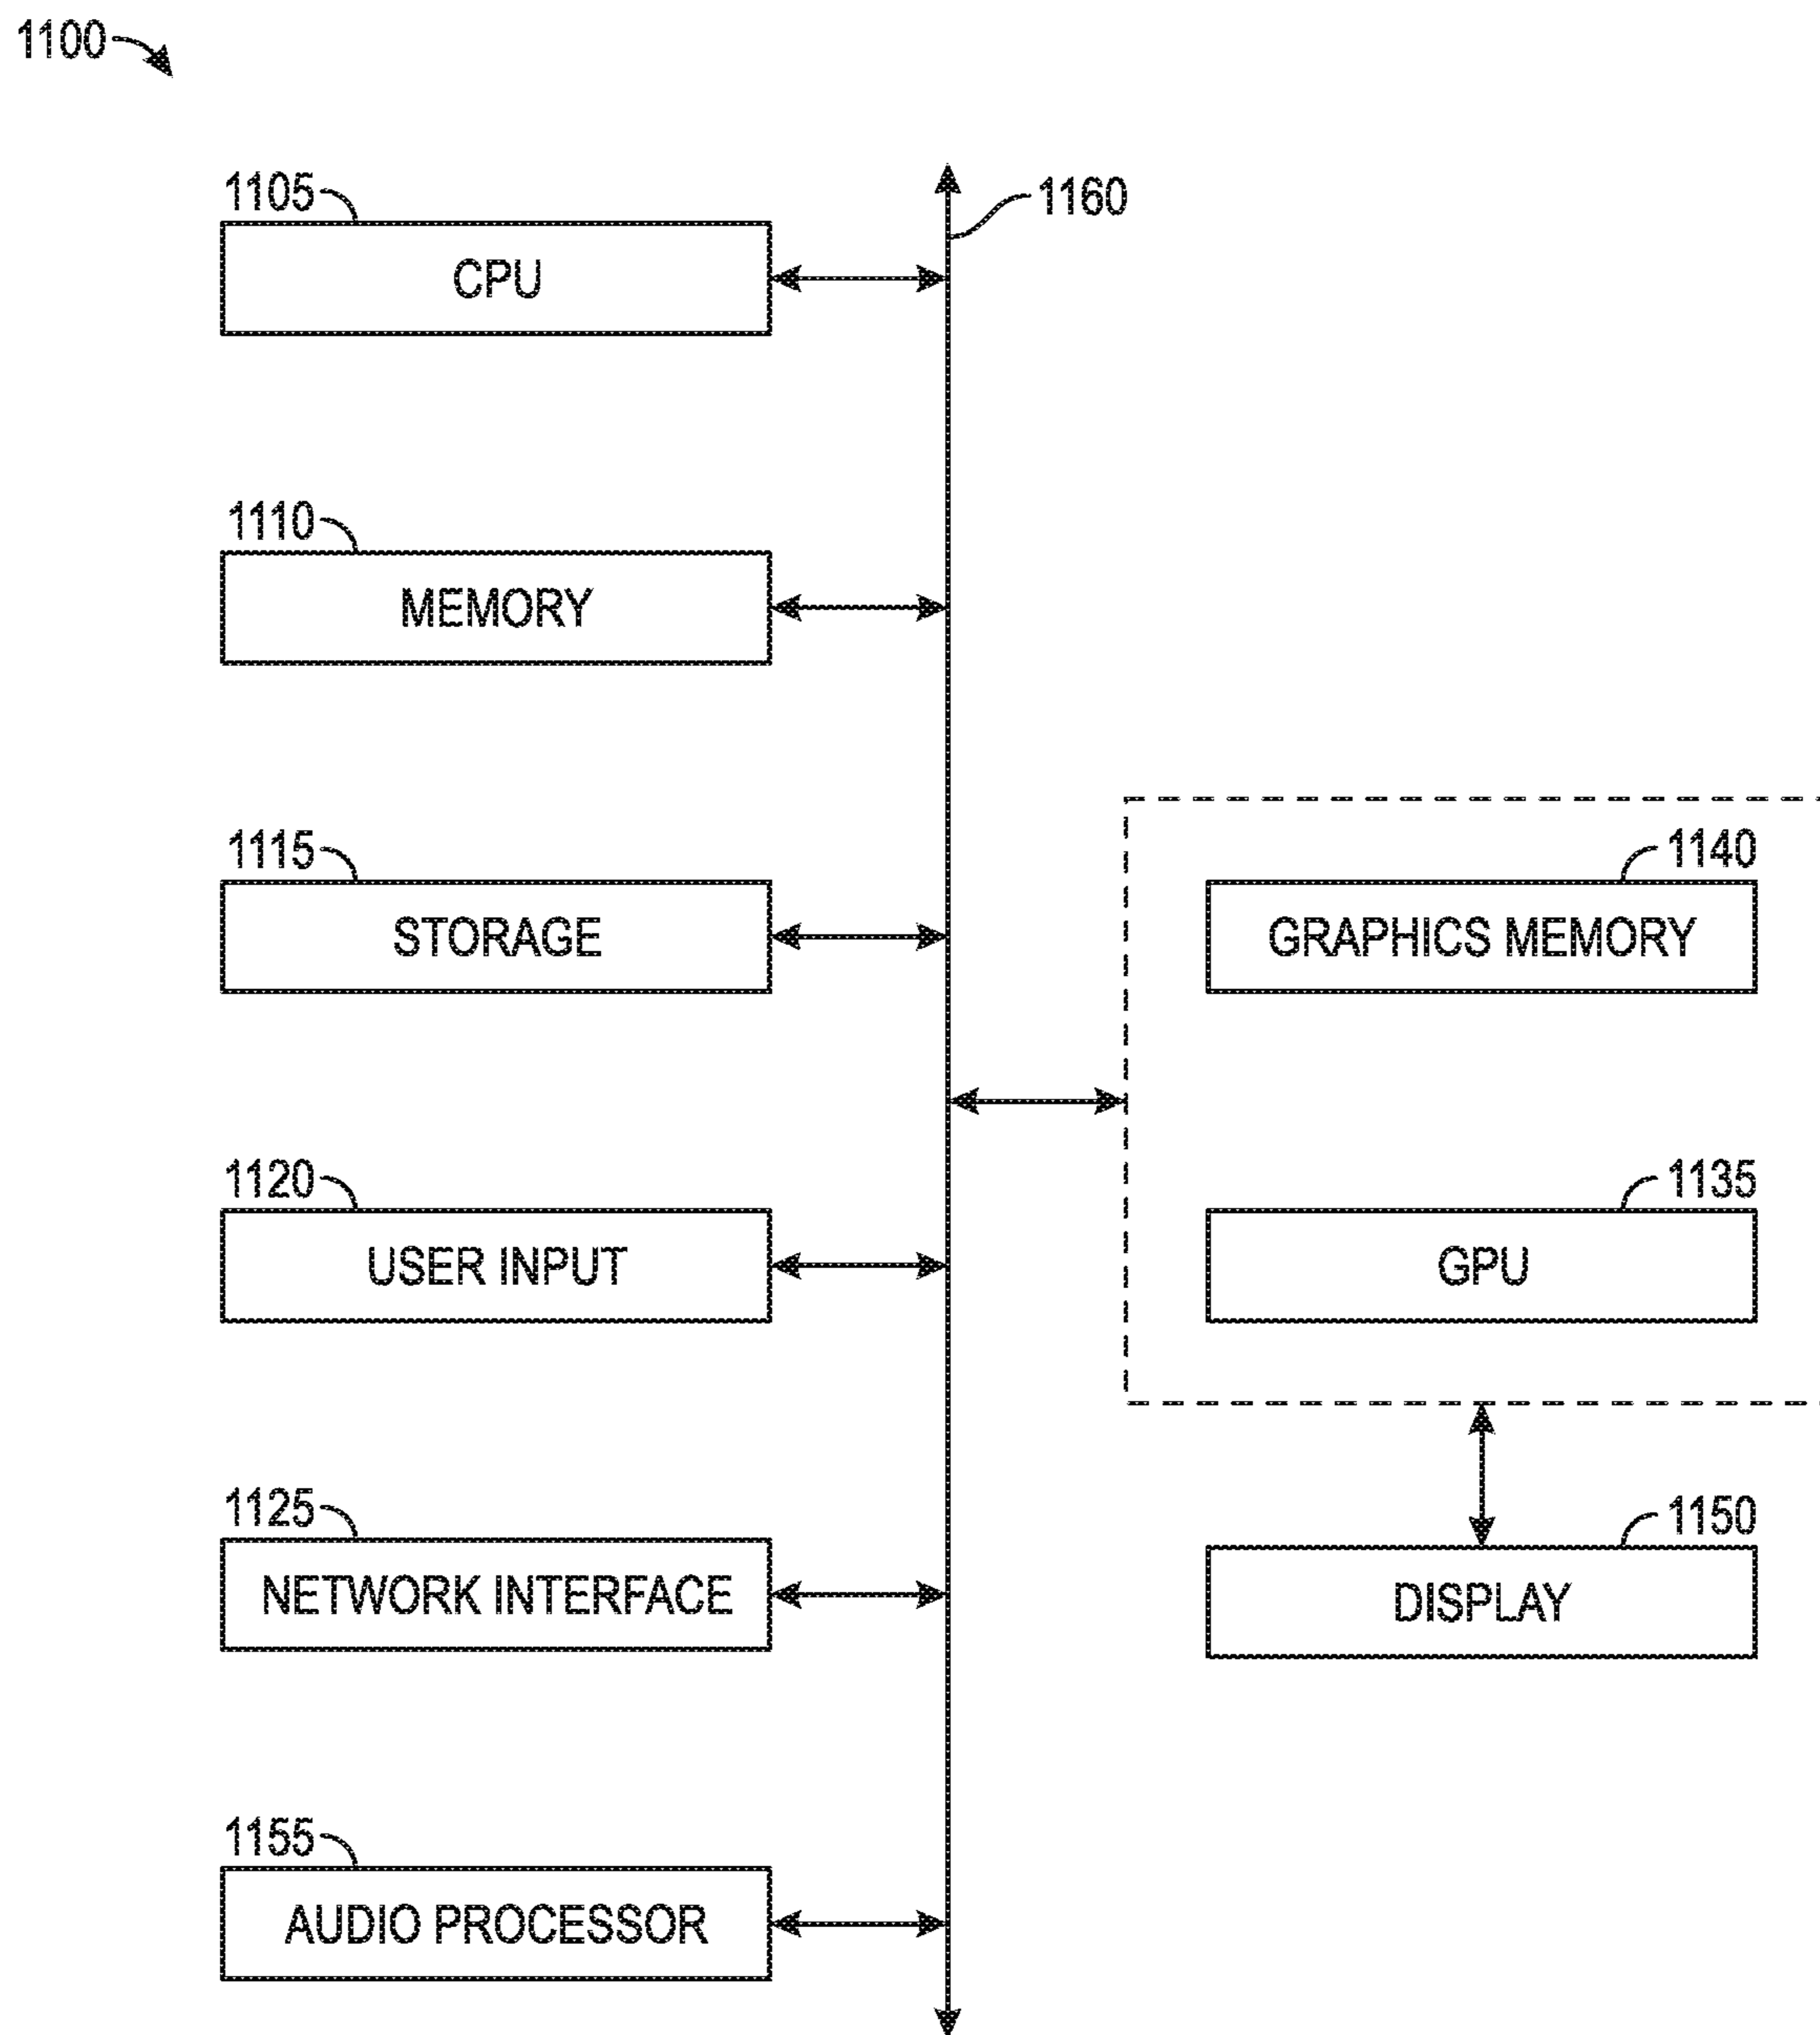 1100
1105
CPU
1160
1110
MEMORY
1115
STORAGE
1140
GRAPHICS MEMORY
1120
USER INPUT
1135
GPU
1125
NETWORK INTERFACE
1150
DISPLAY
1155
AUDIO PROCESSOR